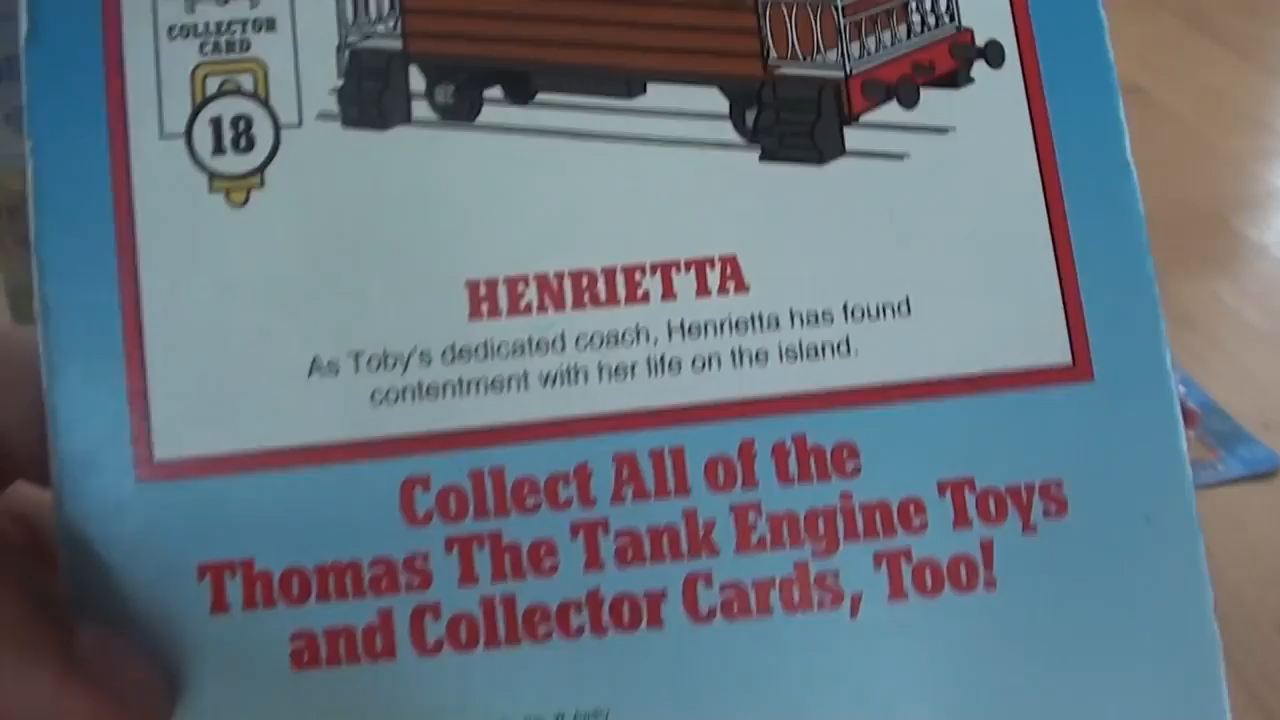 COLLECTOR
CARD
18
HENRIETTA
As Toby's dedicated coach, Henrietta has found
contentment with her life on the island.
Collect All of the
Thomas The Tank Engine Toys
and Collector Cards, Too!